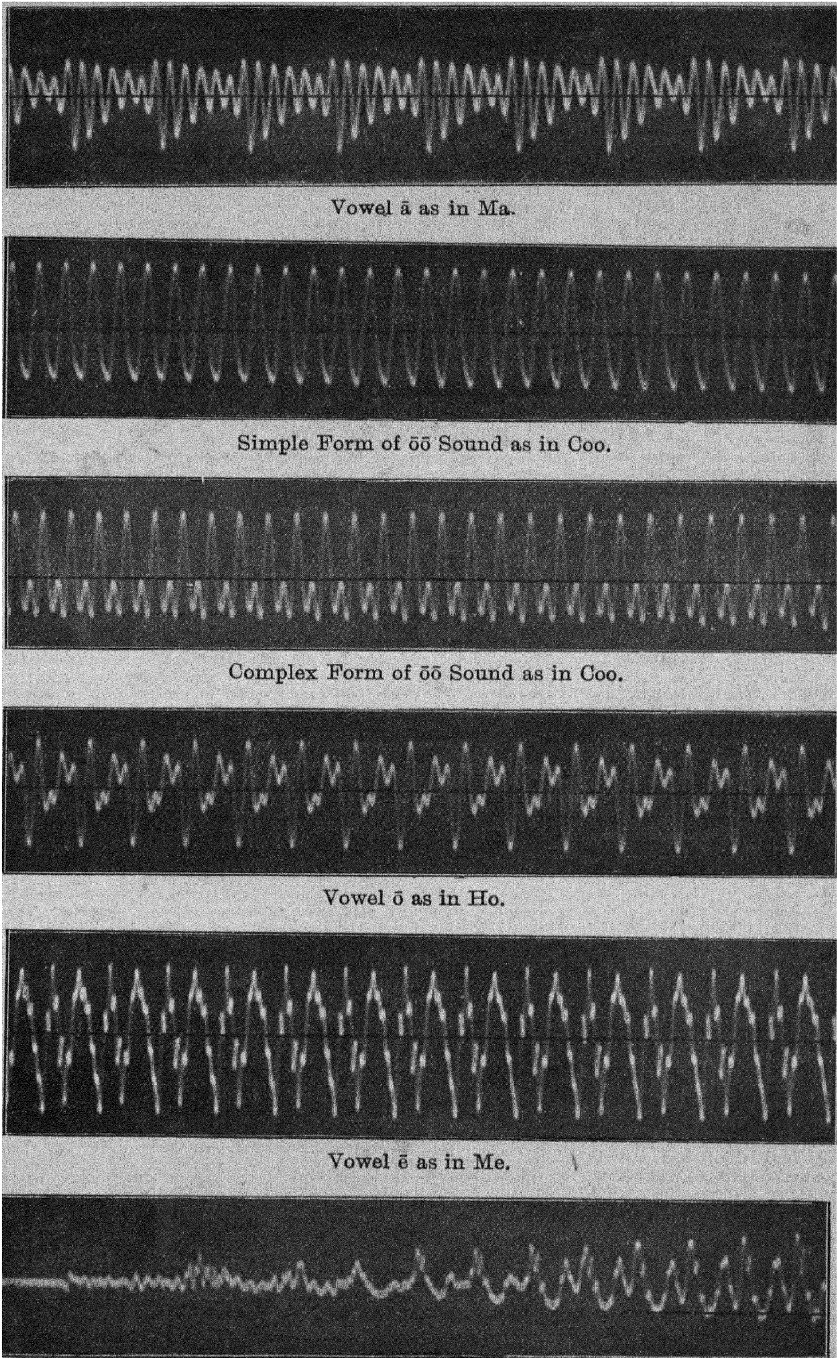 Vowel ā as in Ma.
Simple Form of ōō Sound as in Coo.
Complex Form of ōō Sound as in Coo.
Vowel ō as in Ho.
Vowel ē as in Me.